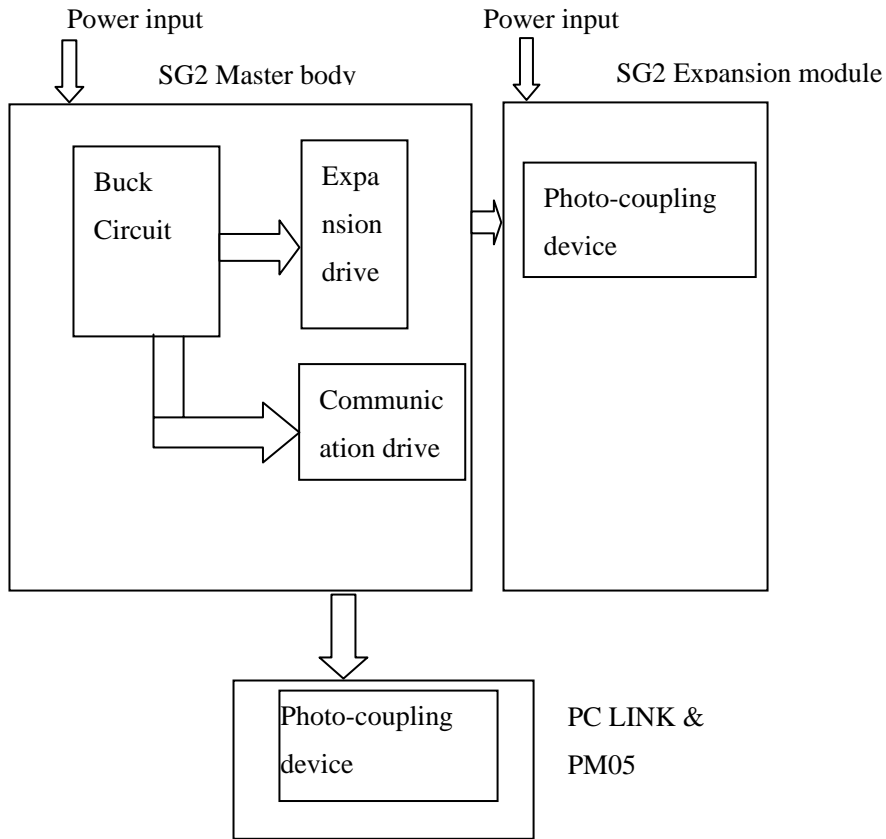 Power input
Power input
SG2 Master body
SG2 Expansion module
Buck
Circuit
Expa
nsion
drive
Photo-coupling
device
Communic
ation drive
Photo-coupling
device
PC LINK &
PM05